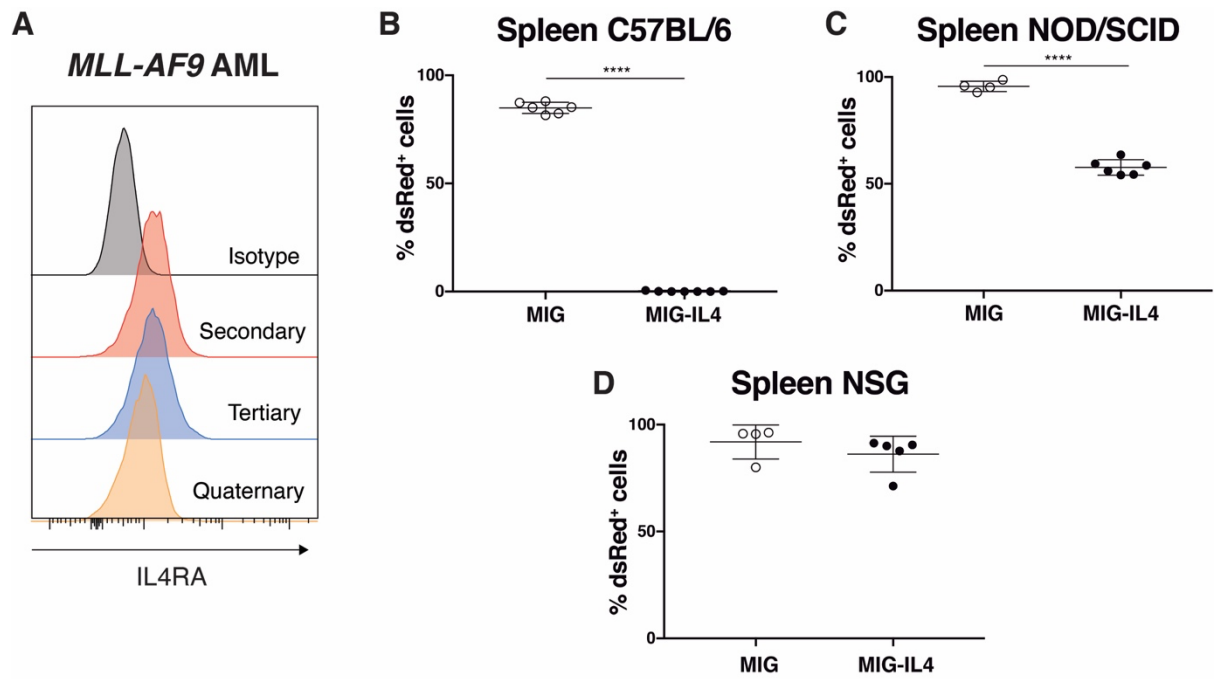 A
MLL-AF9 AML
Isotype
Secondary
Tertiary
Quaternary
IL4RA
B
Spleen C57BL/6
****
% dsRed⁺ cells
100
50
0
MIG
MIG-IL4
C
Spleen NOD/SCID
****
% dsRed⁺ cells
100
50
0
MIG
MIG-IL4
D
Spleen NSG
% dsRed⁺ cells
100
50
0
MIG
MIG-IL4